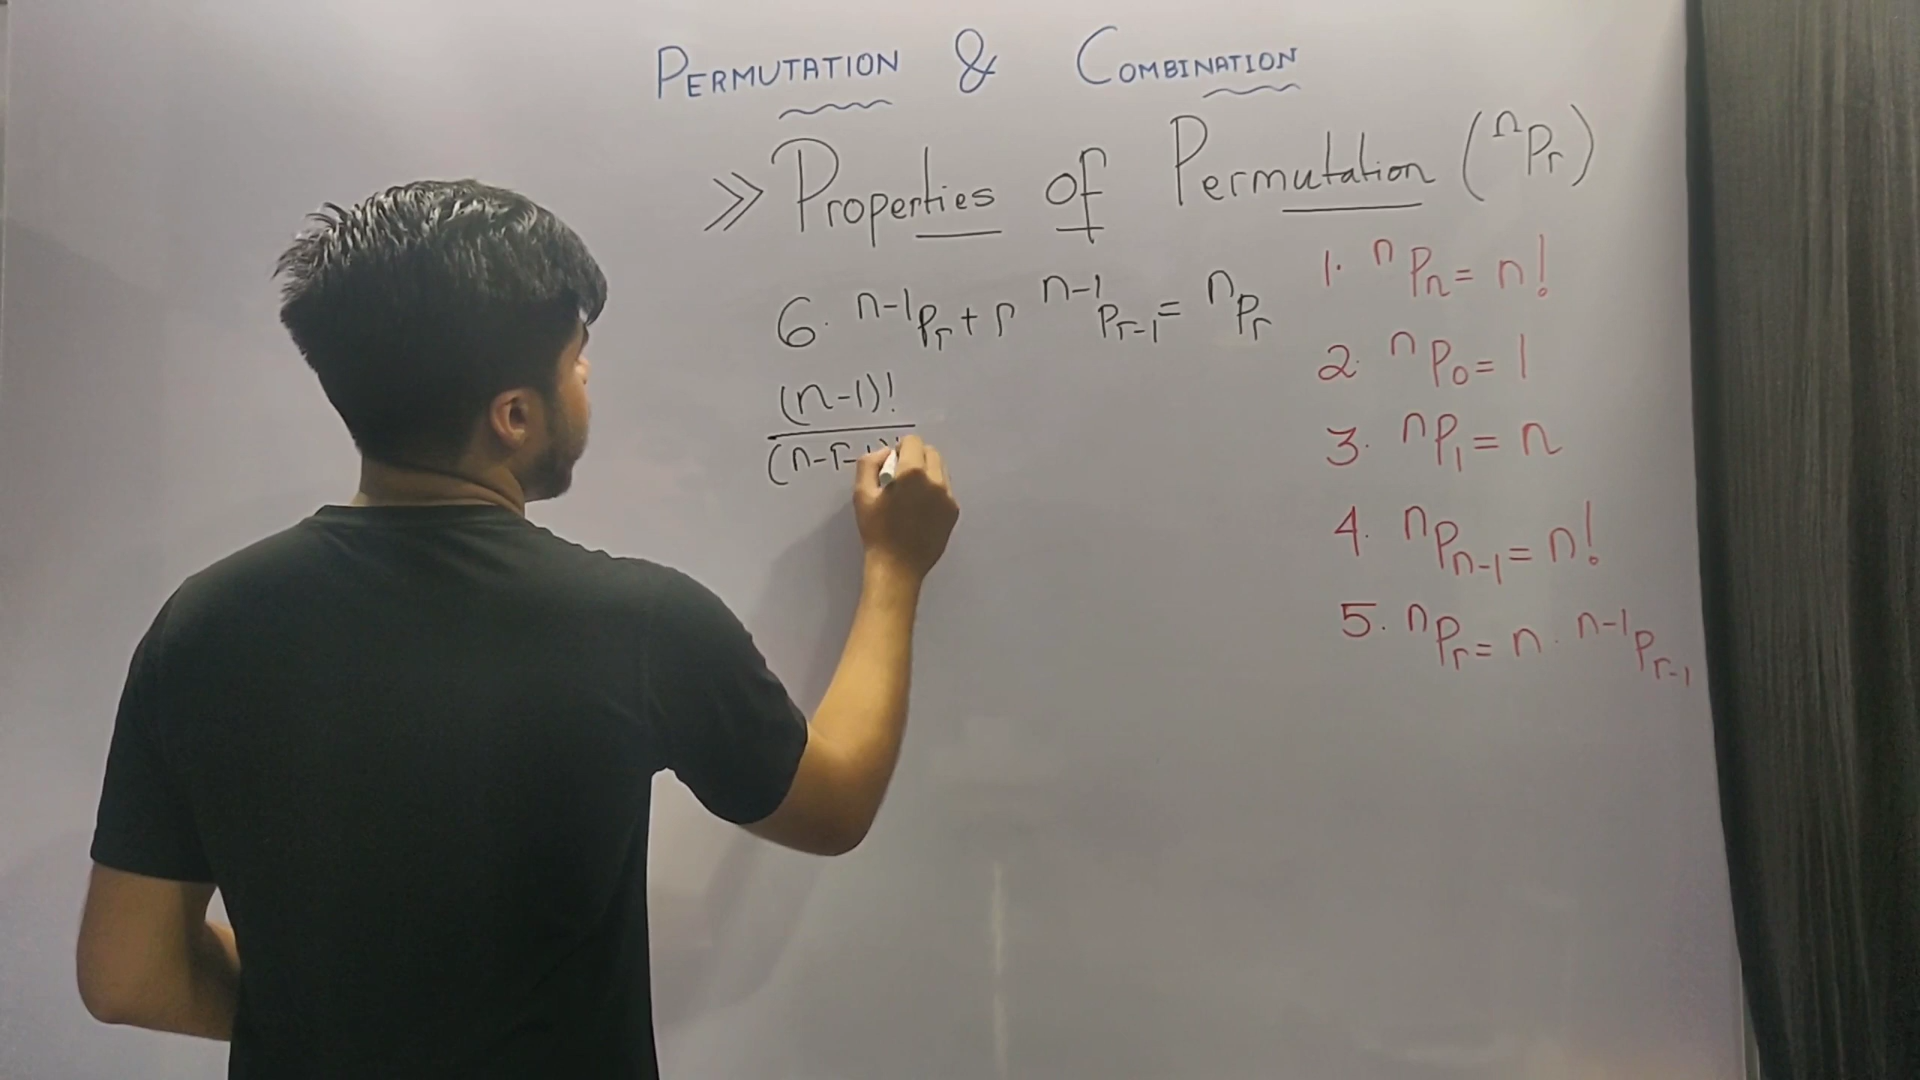 PERMUTATION & COMBINATION
>> Properties of Permutation (ⁿPᵣ)
6. ⁿ⁻¹Pᵣ + r ⁿ⁻¹Pᵣ₋₁ = ⁿPᵣ
(n-1)!
(n-r-1)!
1. ⁿPₙ = n!
2. ⁿP₀ = 1
3. ⁿP₁ = n
4. ⁿPₙ₋₁ = n!
5. ⁿPᵣ = n · ⁿ⁻¹Pᵣ₋₁